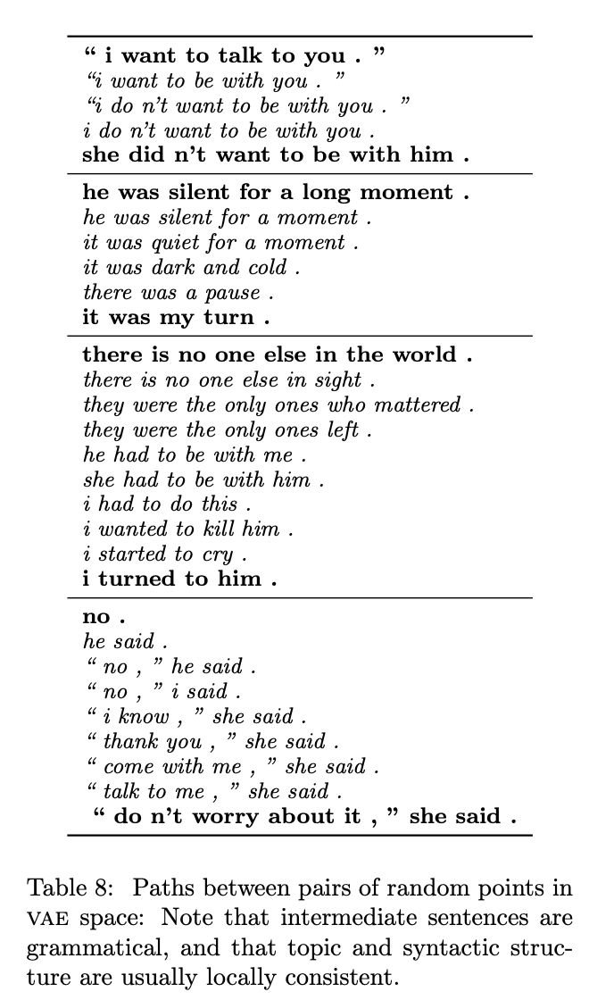 “ i want to talk to you . ”
“i want to be with you . ”
“i do n’t want to be with you . ”
i do n’t want to be with you .
she did n’t want to be with him .
he was silent for a long moment .
he was silent for a moment .
it was quiet for a moment .
it was dark and cold .
there was a pause .
it was my turn .
there is no one else in the world .
there is no one else in sight .
they were the only ones who mattered .
they were the only ones left .
he had to be with me .
she had to be with him .
i had to do this .
i wanted to kill him .
i started to cry .
i turned to him .
no .
he said .
“ no , ” he said .
“ no , ” i said .
“ i know , ” she said .
“ thank you , ” she said .
“ come with me , ” she said .
“ talk to me , ” she said .
“ do n’t worry about it , ” she said .
Table 8: Paths between pairs of random points in
VAE space: Note that intermediate sentences are
grammatical, and that topic and syntactic struc-
ture are usually locally consistent.